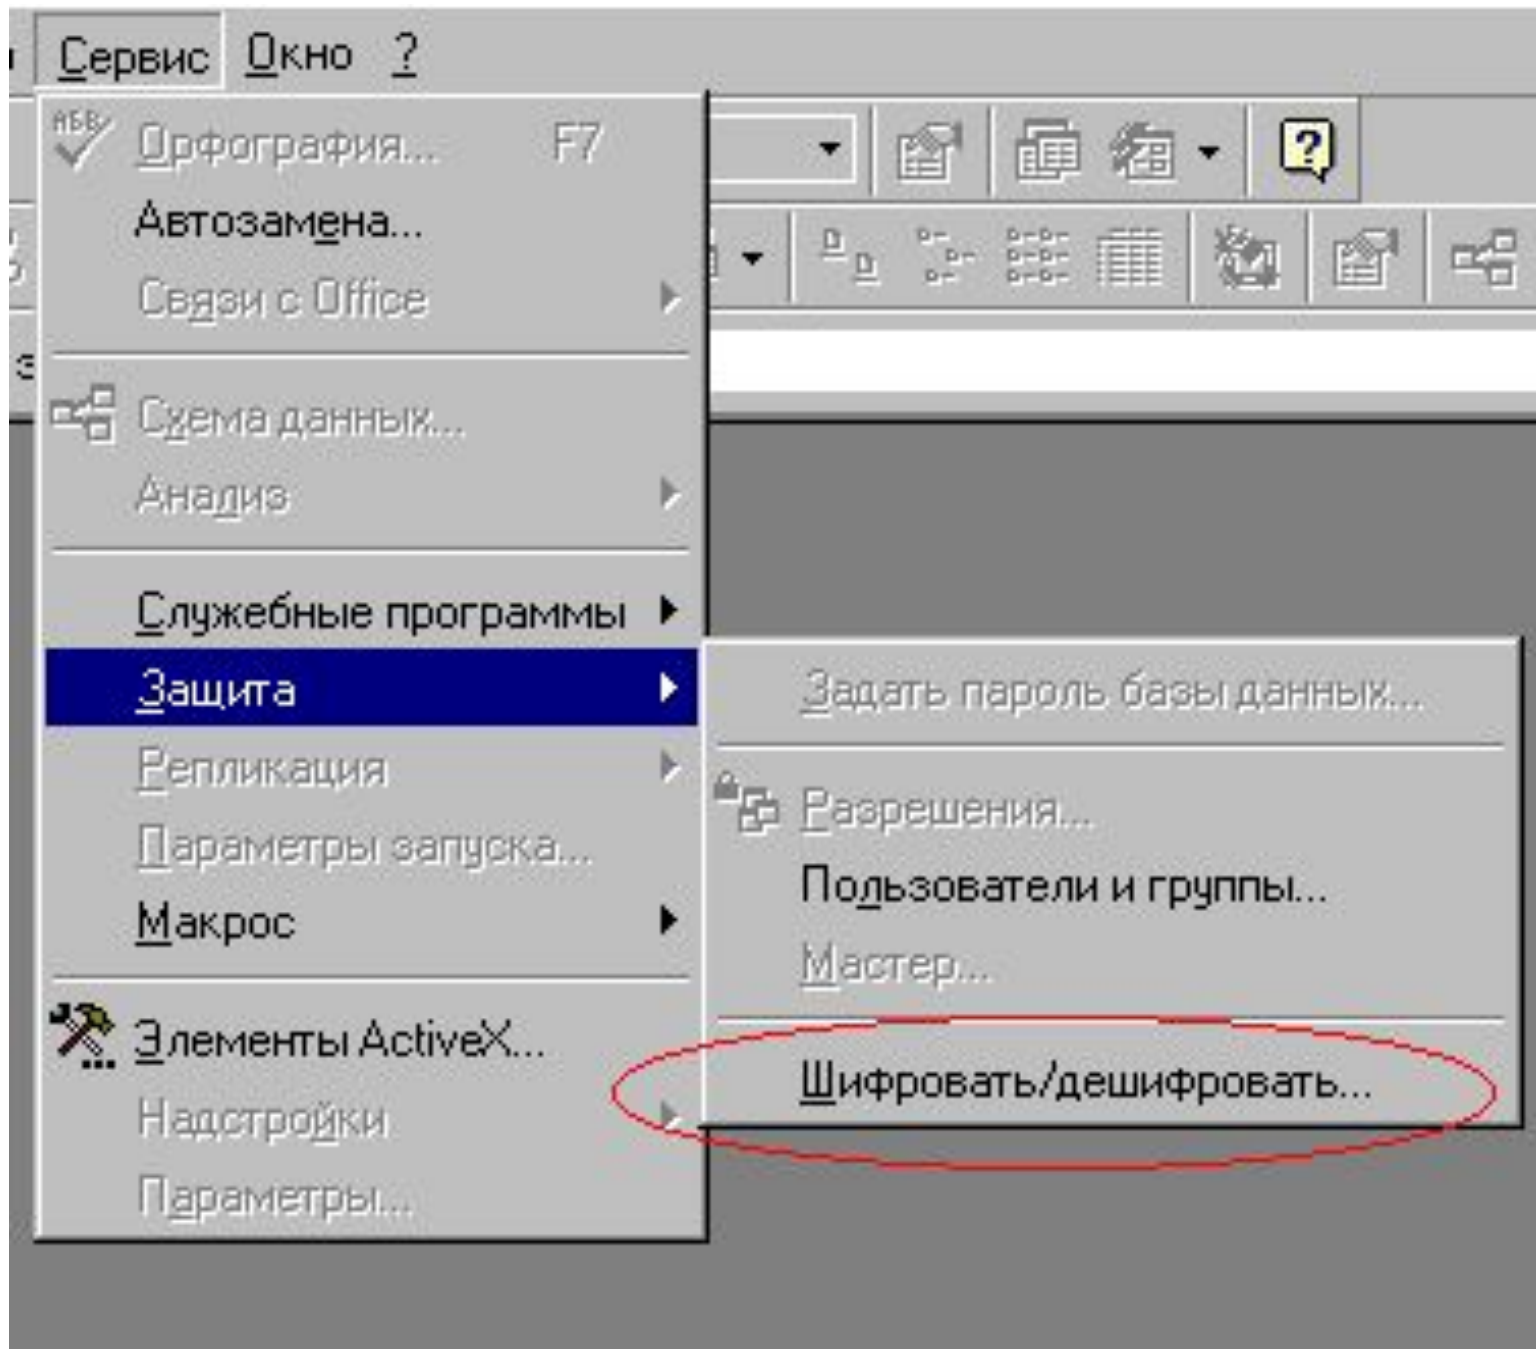 Сервис Окно ?
АБВ Орфография... F7
Автозамена...
Связи с Office
Схема данных...
Анализ
Служебные программы
Защита
Репликация
Параметры запуска...
Макрос
Элементы ActiveX...
Надстройки
Параметры...
Задать пароль базы данных...
Разрешения...
Пользователи и группы...
Мастер...
Шифровать/дешифровать...